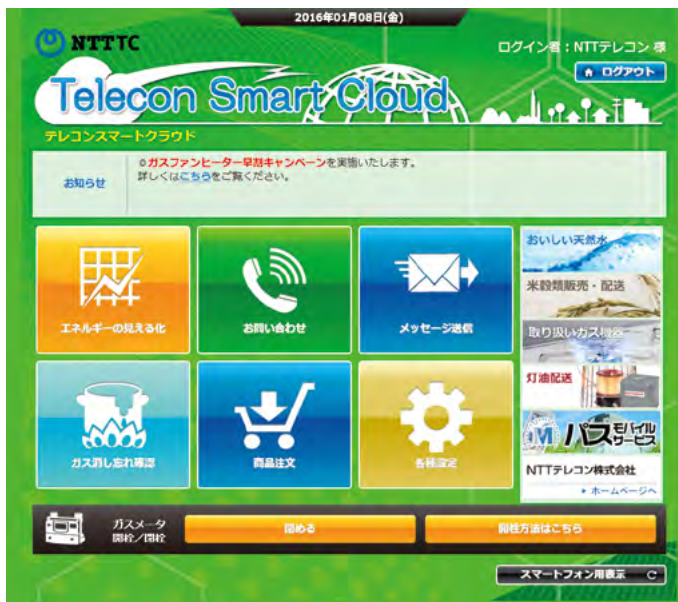 2016年01月08日(金)
NTT TC
ログイン者：NTTテレコン 様
ログアウト
Telecon Smart Cloud
テレコンスマートクラウド
お知らせ
ガスファンヒーター早割キャンペーンを実施いたします。
詳しくはこちらをご覧ください。
エネルギーの見える化
お問い合わせ
メッセージ送信
おいしい天然水
米穀類販売・配送
取り扱いガス機器
灯油配送
ガス消し忘れ確認
商品注文
各種設定
M パスモバイルサービス
NTTテレコン株式会社
ホームページへ
ガスメータ
開栓／閉栓
閉める
開栓方法はこちら
スマートフォン用表示